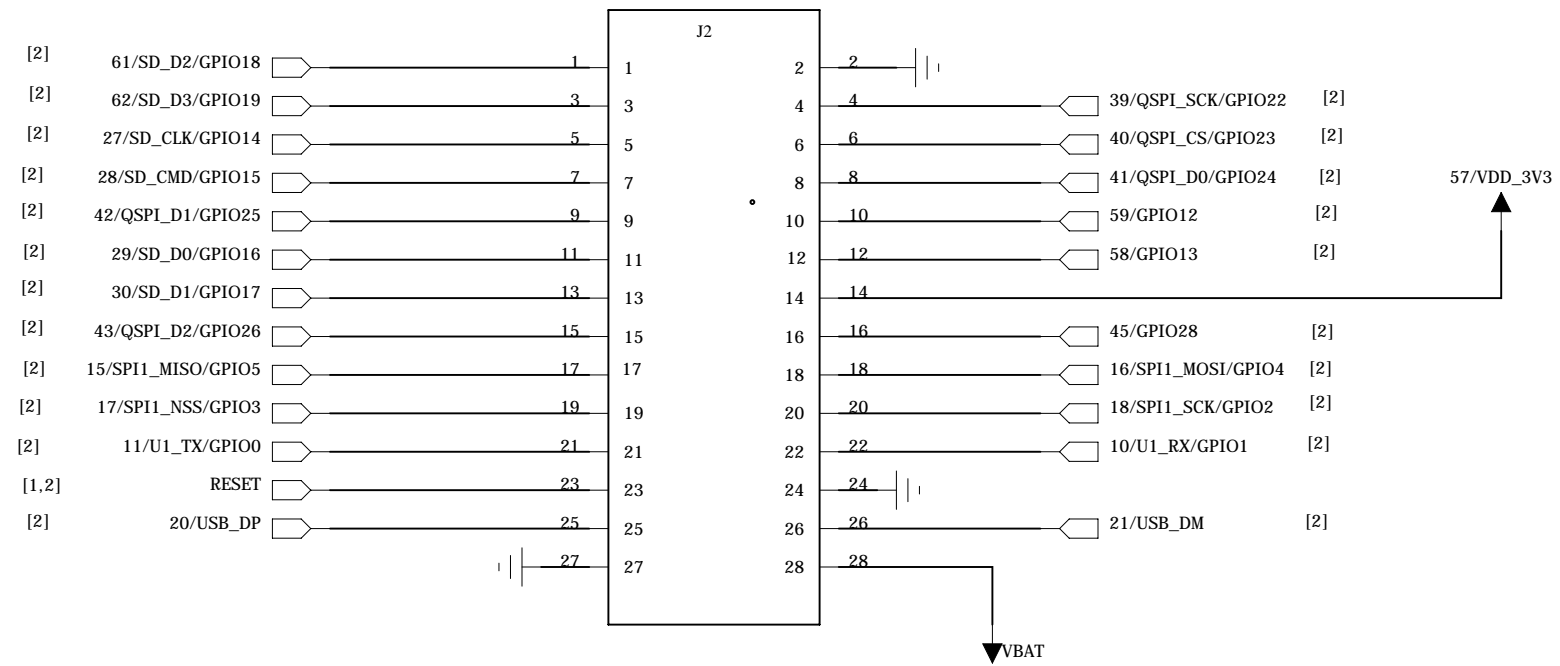 J2
[2] 61/SD_D2/GPIO18 1 1 2 2
[2] 62/SD_D3/GPIO19 3 3 4 4 39/QSPI_SCK/GPIO22 [2]
[2] 27/SD_CLK/GPIO14 5 5 6 6 40/QSPI_CS/GPIO23 [2]
[2] 28/SD_CMD/GPIO15 7 7 8 8 41/QSPI_D0/GPIO24 [2] 57/VDD_3V3
[2] 42/QSPI_D1/GPIO25 9 9 10 10 59/GPIO12 [2]
[2] 29/SD_D0/GPIO16 11 11 12 12 58/GPIO13 [2]
[2] 30/SD_D1/GPIO17 13 13 14 14
[2] 43/QSPI_D2/GPIO26 15 15 16 16 45/GPIO28 [2]
[2] 15/SPI1_MISO/GPIO5 17 17 18 18 16/SPI1_MOSI/GPIO4 [2]
[2] 17/SPI1_NSS/GPIO3 19 19 20 20 18/SPI1_SCK/GPIO2 [2]
[2] 11/U1_TX/GPIO0 21 21 22 22 10/U1_RX/GPIO1 [2]
[1,2] RESET 23 23 24 24
[2] 20/USB_DP 25 25 26 26 21/USB_DM [2]
27 27 28 28
VBAT